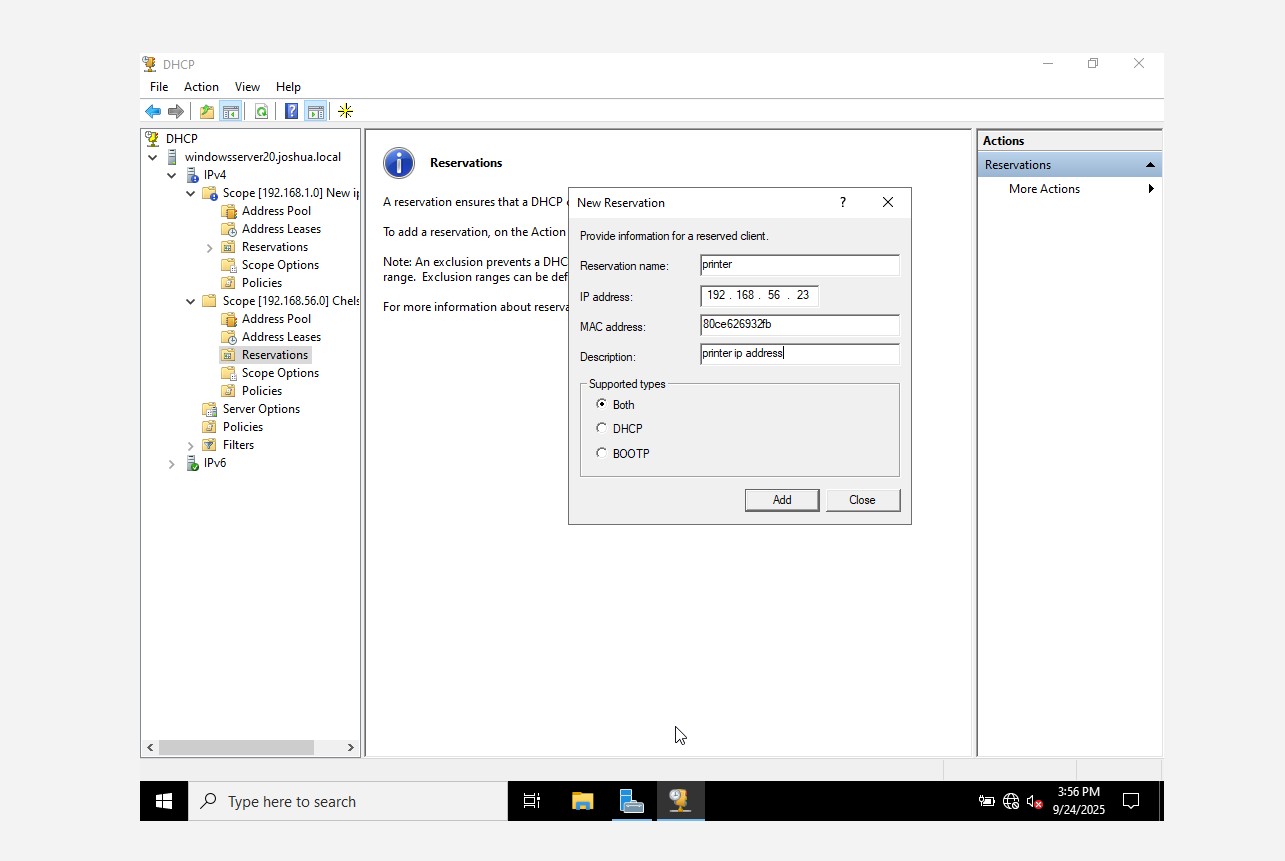 DHCP
File Action View Help
DHCP
windowsserver20.joshua.local
IPv4
Scope [192.168.1.0] New ip
Address Pool
Address Leases
Reservations
Scope Options
Policies
Scope [192.168.56.0] Chels
Address Pool
Address Leases
Reservations
Scope Options
Policies
Server Options
Policies
Filters
IPv6
Reservations
A reservation ensures that a DHCP
To add a reservation, on the Action
Note: An exclusion prevents a DHC
range. Exclusion ranges can be def
For more information about reserva
New Reservation
?
Provide information for a reserved client.
Reservation name: printer
IP address: 192 . 168 . 56 . 23
MAC address: 80ce626932fb
Description: printer ip address
Supported types
Both
DHCP
BOOTP
Add Close
Actions
Reservations
More Actions
Type here to search
3:56 PM
9/24/2025